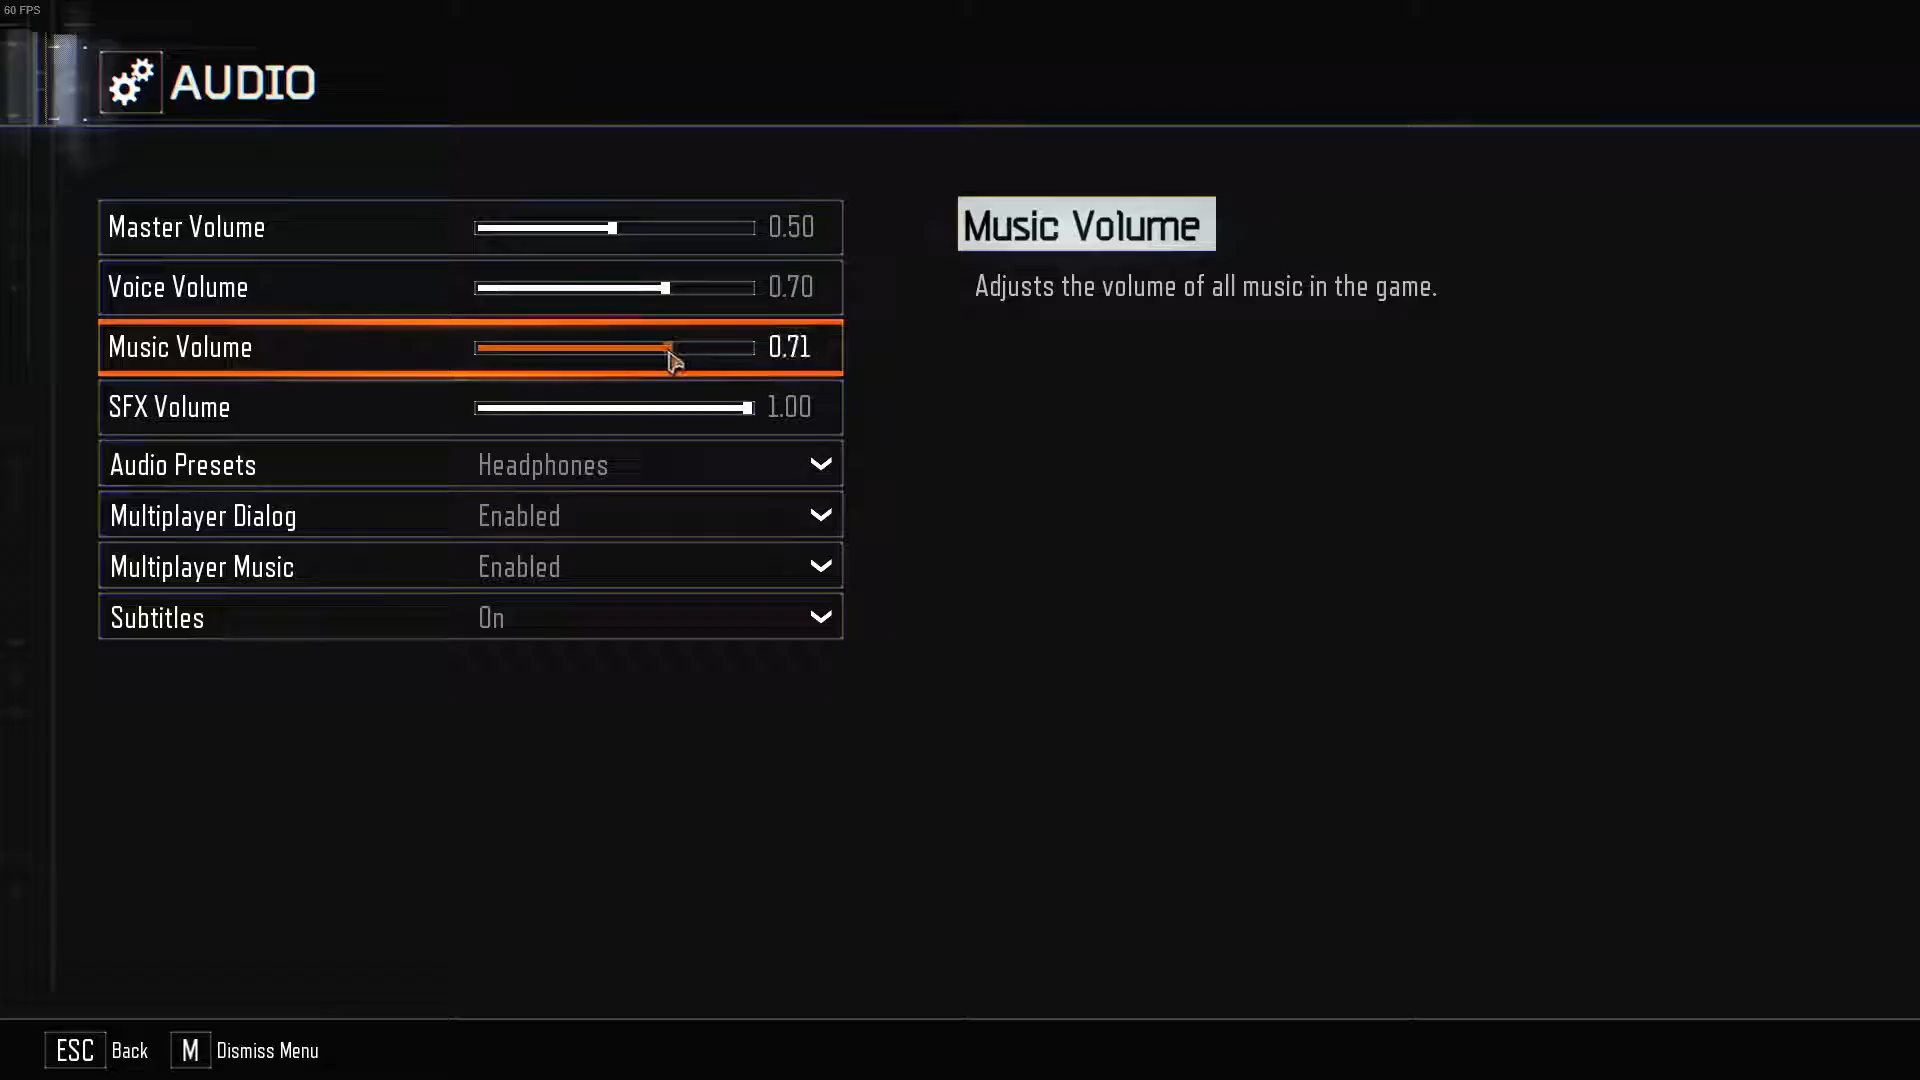 60 FPS
AUDIO
Master Volume 0.50
Music Volume
Voice Volume 0.70
Adjusts the volume of all music in the game.
Music Volume 0.71
SFX Volume 1.00
Audio Presets Headphones
Multiplayer Dialog Enabled
Multiplayer Music Enabled
Subtitles On
ESC Back M Dismiss Menu